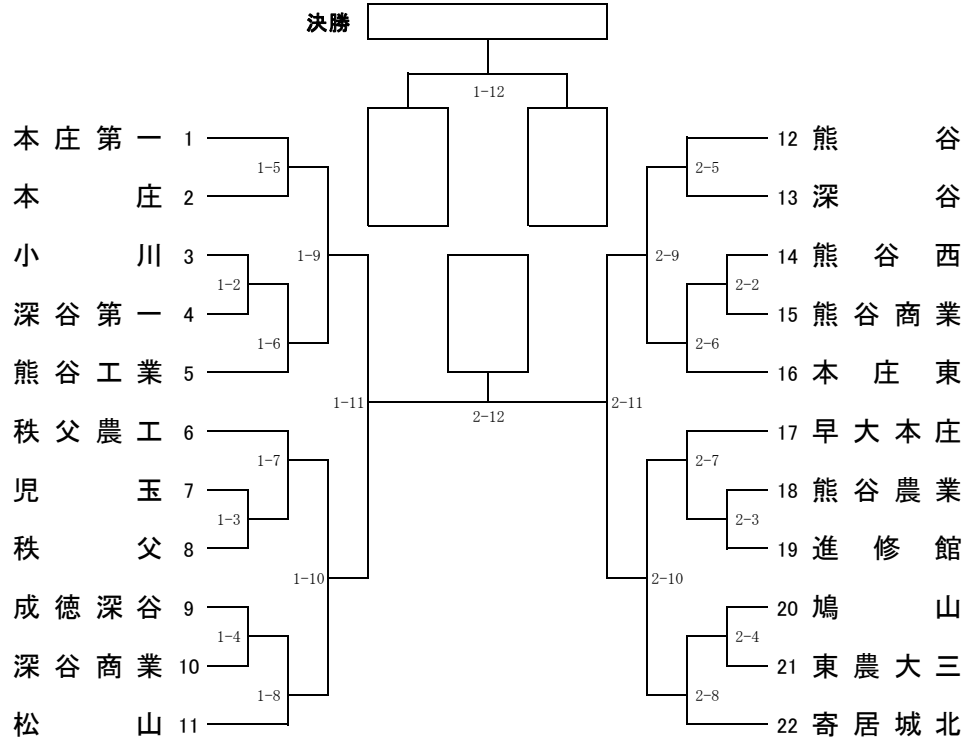 決勝
1-12
本庄第一 1
1-5
本庄 2
小川 3
1-9
1-2
深谷第一 4
1-6
熊谷工業 5
1-11
秩父農工 6
1-7
児玉 7
1-3
秩父 8
1-10
成徳深谷 9
1-4
深谷商業 10
1-8
松山 11
2-12
12 熊谷
2-5
13 深谷
2-9
14 熊谷西
2-2
15 熊谷商業
2-6
16 本庄東
2-11
17 早大本庄
2-7
18 熊谷農業
2-3
19 進修館
2-10
20 鳩山
2-4
21 東農大三
2-8
22 寄居城北